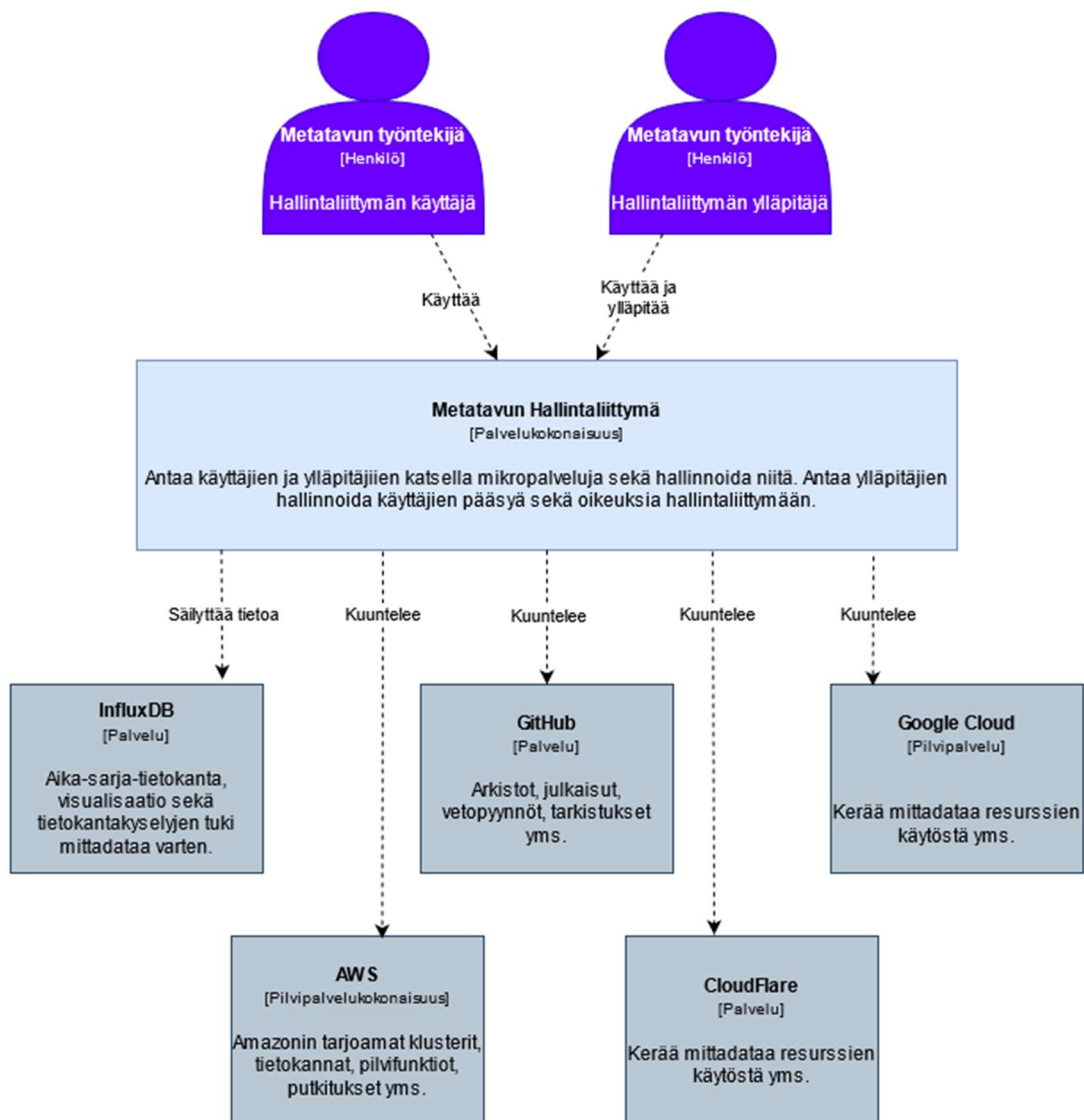 Metatavun työntekijä
[Henkilö]
Hallintaliittymän käyttäjä
Metatavun työntekijä
[Henkilö]
Hallintaliittymän ylläpitäjä
Käyttää
Käyttää ja
ylläpitää
Metatavun Hallintaliittymä
[Palvelukokonaisuus]
Antaa käyttäjien ja ylläpitäjiien katsella mikropalveluja sekä hallinnoida niitä. Antaa ylläpitäjien
hallinnoida käyttäjien pääsyä sekä oikeuksia hallintaliittymään.
Säilyttää tietoa
Kuuntelee
Kuuntelee
Kuuntelee
Kuuntelee
InfluxDB
[Palvelu]
Aika-sarja-tietokanta,
visualisaatio sekä
tietokantakyselyjen tuki
mittadataa varten.
GitHub
[Palvelu]
Arkistot, julkaisut,
vetopyynnöt, tarkistukset
yms.
Google Cloud
[Pilvipalvelu]
Kerää mittadataa resurssien
käytöstä yms.
AWS
[Pilvipalvelukokonaisuus]
Amazonin tarjoamat klusterit,
tietokannat, pilvifunktiot,
putkitukset yms.
CloudFlare
[Palvelu]
Kerää mittadataa resurssien
käytöstä yms.